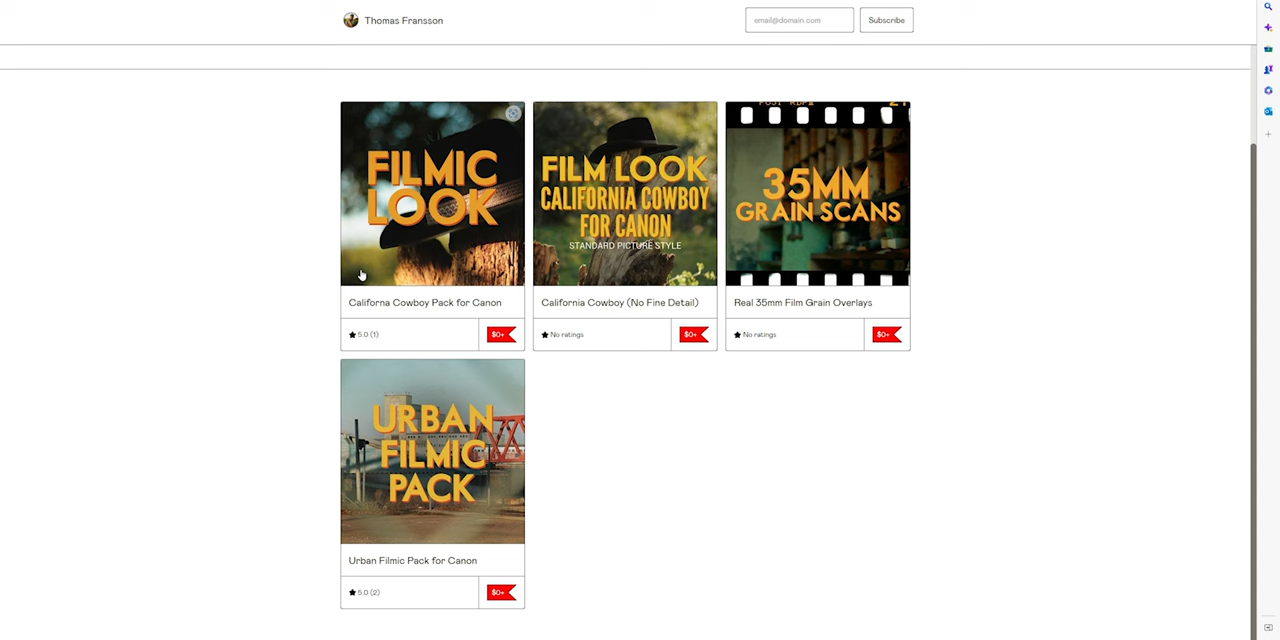 Thomas Fransson
email@domain.com
Subscribe
FILMIC
LOOK
Californa Cowboy Pack for Canon
5.0 (1)
$0+
FILM LOOK
CALIFORNIA COWBOY
FOR CANON
STANDARD PICTURE STYLE
California Cowboy (No Fine Detail)
No ratings
$0+
35MM
GRAIN SCANS
Real 35mm Film Grain Overlays
No ratings
$0+
URBAN
FILMIC
PACK
Urban Filmic Pack for Canon
5.0 (2)
$0+